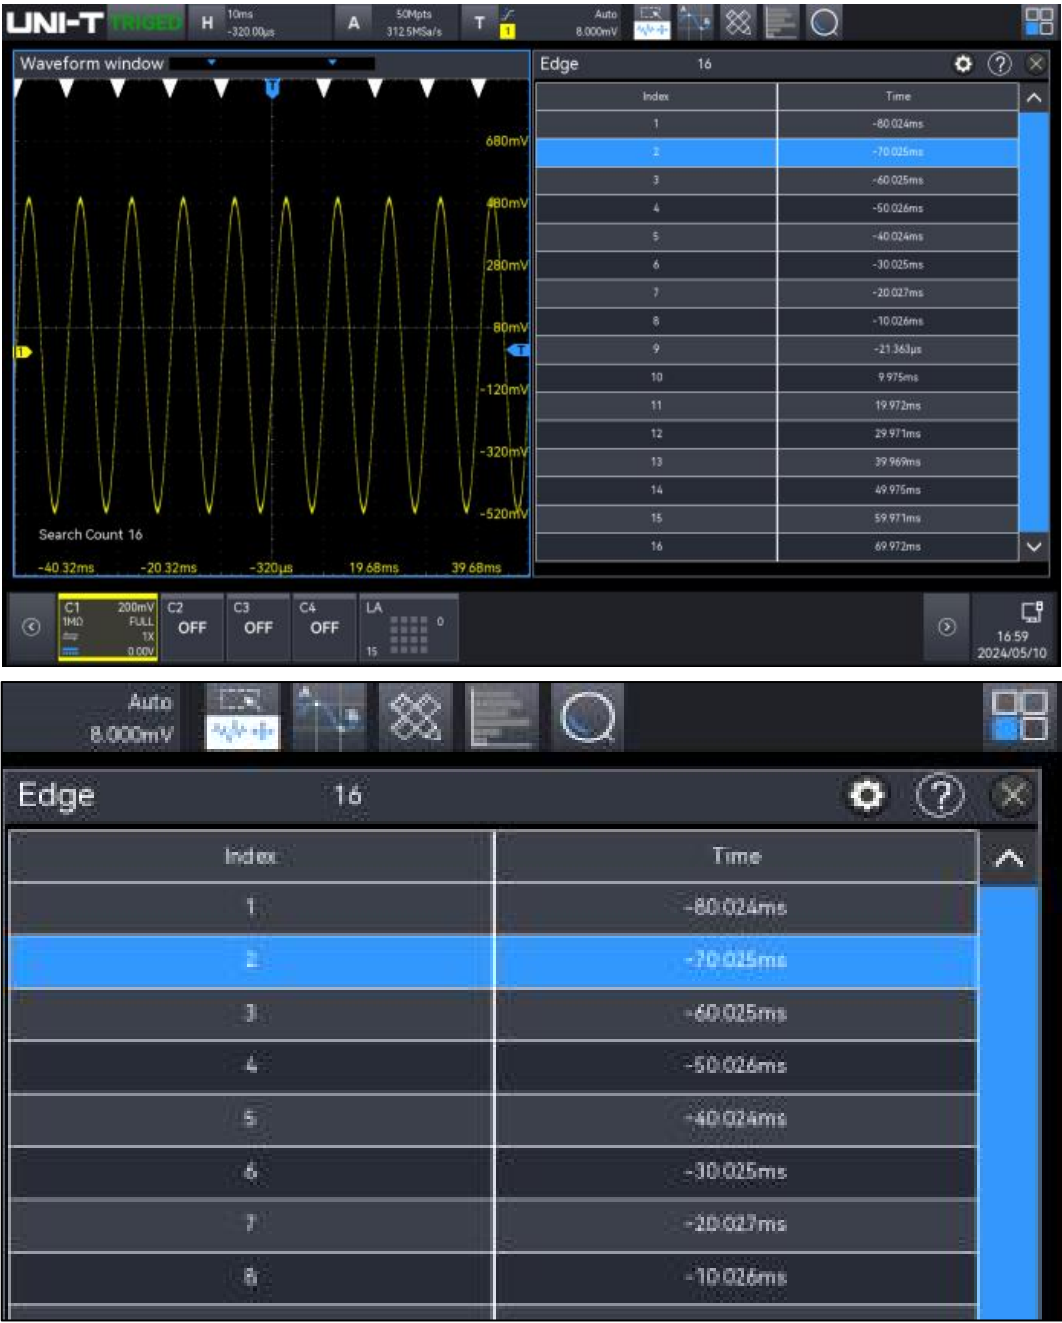 UNI-T TRIGED H 10ms -320.00µs A 50Mpts 312.5MSa/s T 1 Auto 8.000mV
Waveform window
T
680mV
480mV
280mV
80mV
1 T
-120mV
-320mV
-520mV
Search Count 16
-40.32ms -20.32ms -320µs 19.68ms 39.68ms
Edge 16 ?
Index Time
1 -80.024ms
2 -70.025ms
3 -60.025ms
4 -50.026ms
5 -40.024ms
6 -30.025ms
7 -20.027ms
8 -10.026ms
9 -21.363µs
10 9.975ms
11 19.972ms
12 29.971ms
13 39.969ms
14 49.975ms
15 59.971ms
16 69.972ms
C1 200mV
1MΩ FULL
1X
0.00V
C2 OFF
C3 OFF
C4 OFF
LA 0
15
16:59
2024/05/10
Auto A
8.000mV B
Edge 16 ?
Index Time
1 -80.024ms
2 -70.025ms
3 -60.025ms
4 -50.026ms
5 -40.024ms
6 -30.025ms
7 -20.027ms
8 -10.026ms